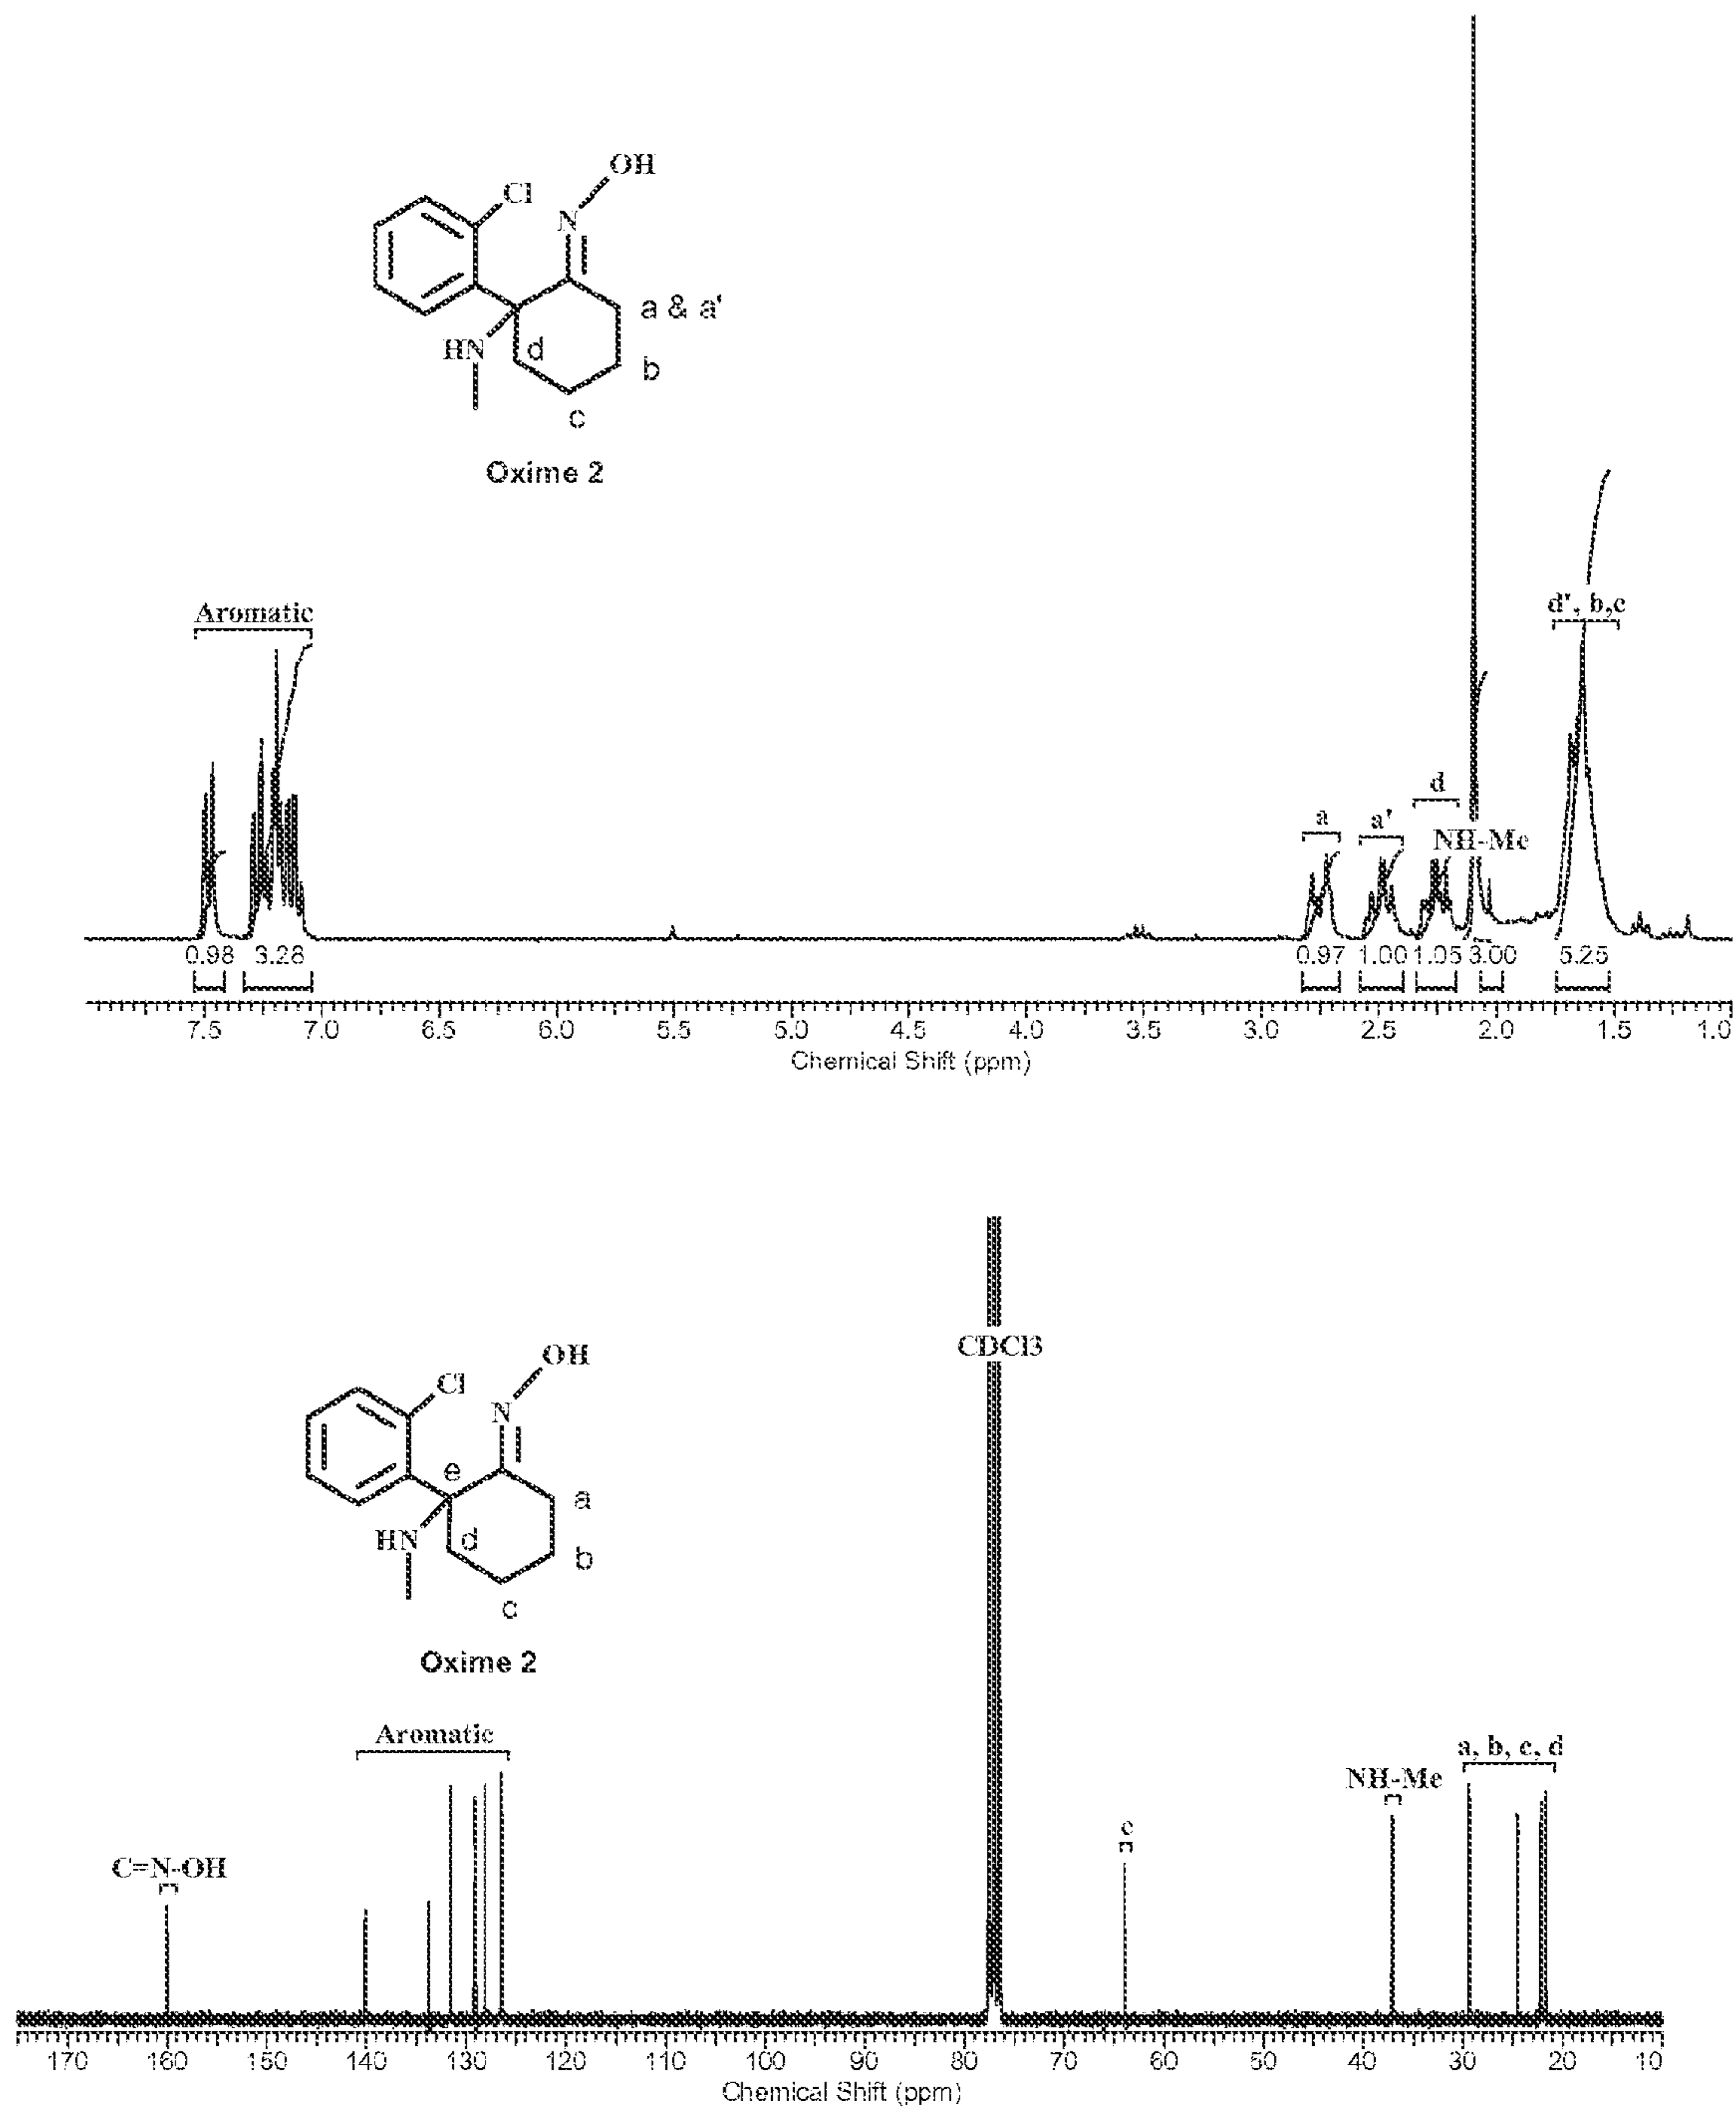 OH
Cl
N
a & a'
HN
d
b
c
Oxime 2
Aromatic
d', b,c
d
a
a'
NH-Me
0.98 3.28 0.97 1.00 1.05 3.00 5.25
7.5 7.0 6.5 6.0 5.5 5.0 4.5 4.0 3.5 3.0 2.5 2.0 1.5 1.0
Chemical Shift (ppm)
CDCl3
OH
Cl
N
e
a
HN
d
b
c
Oxime 2
Aromatic
a, b, c, d
NH-Me
e
C=N-OH
170 160 150 140 130 120 110 100 90 80 70 60 50 40 30 20 10
Chemical Shift (ppm)